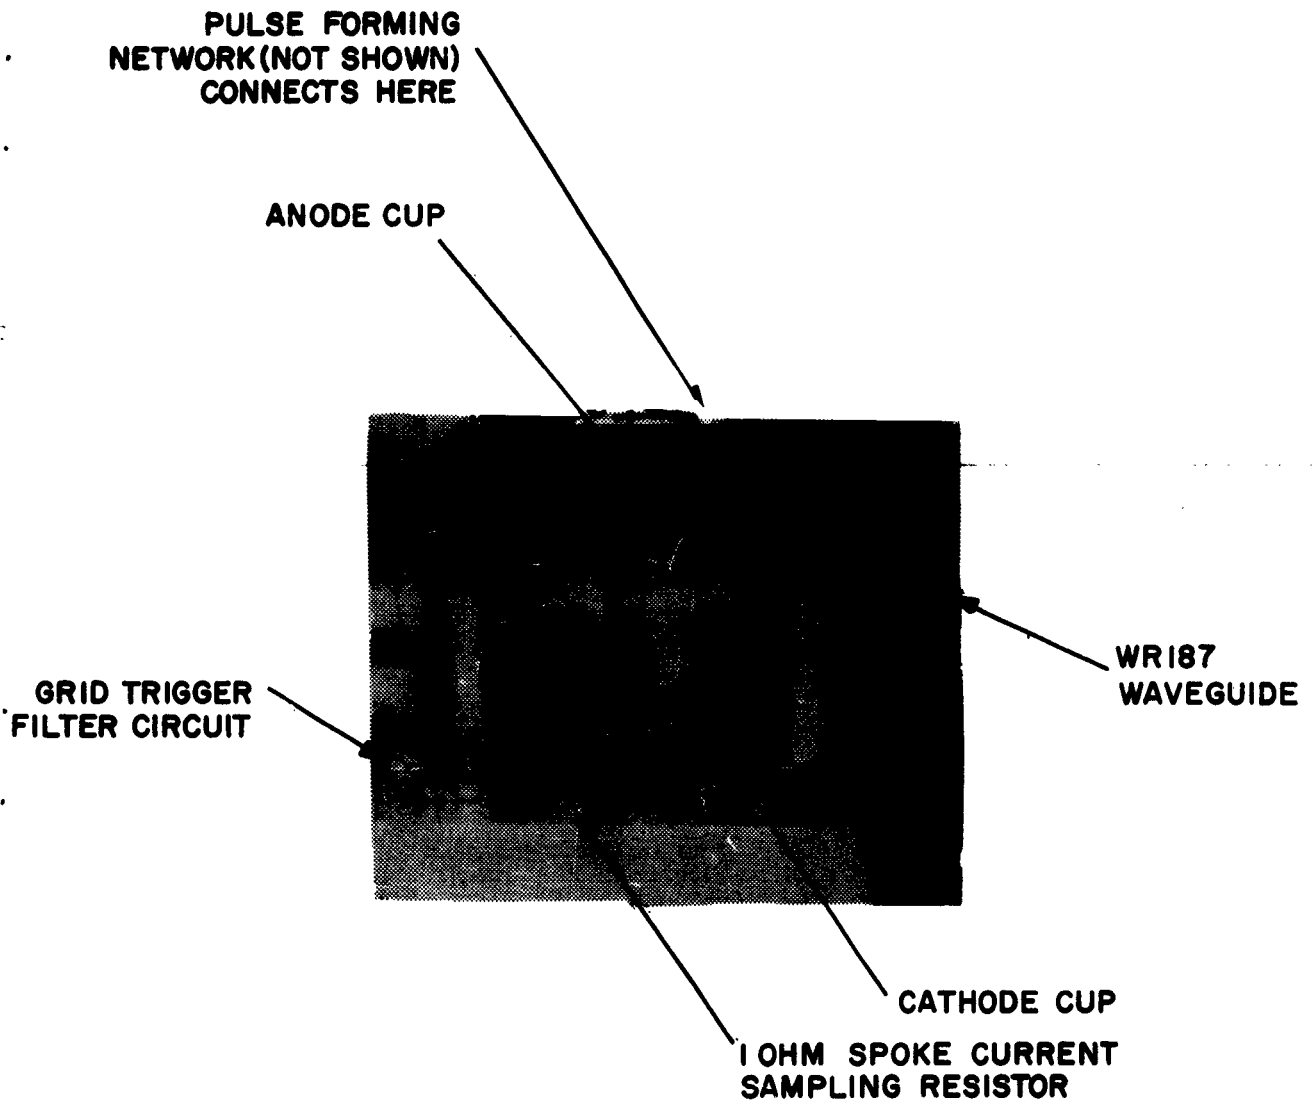 PULSE FORMING
NETWORK (NOT SHOWN)
CONNECTS HERE
ANODE CUP
WR187
WAVEGUIDE
GRID TRIGGER
FILTER CIRCUIT
CATHODE CUP
1 OHM SPOKE CURRENT
SAMPLING RESISTOR